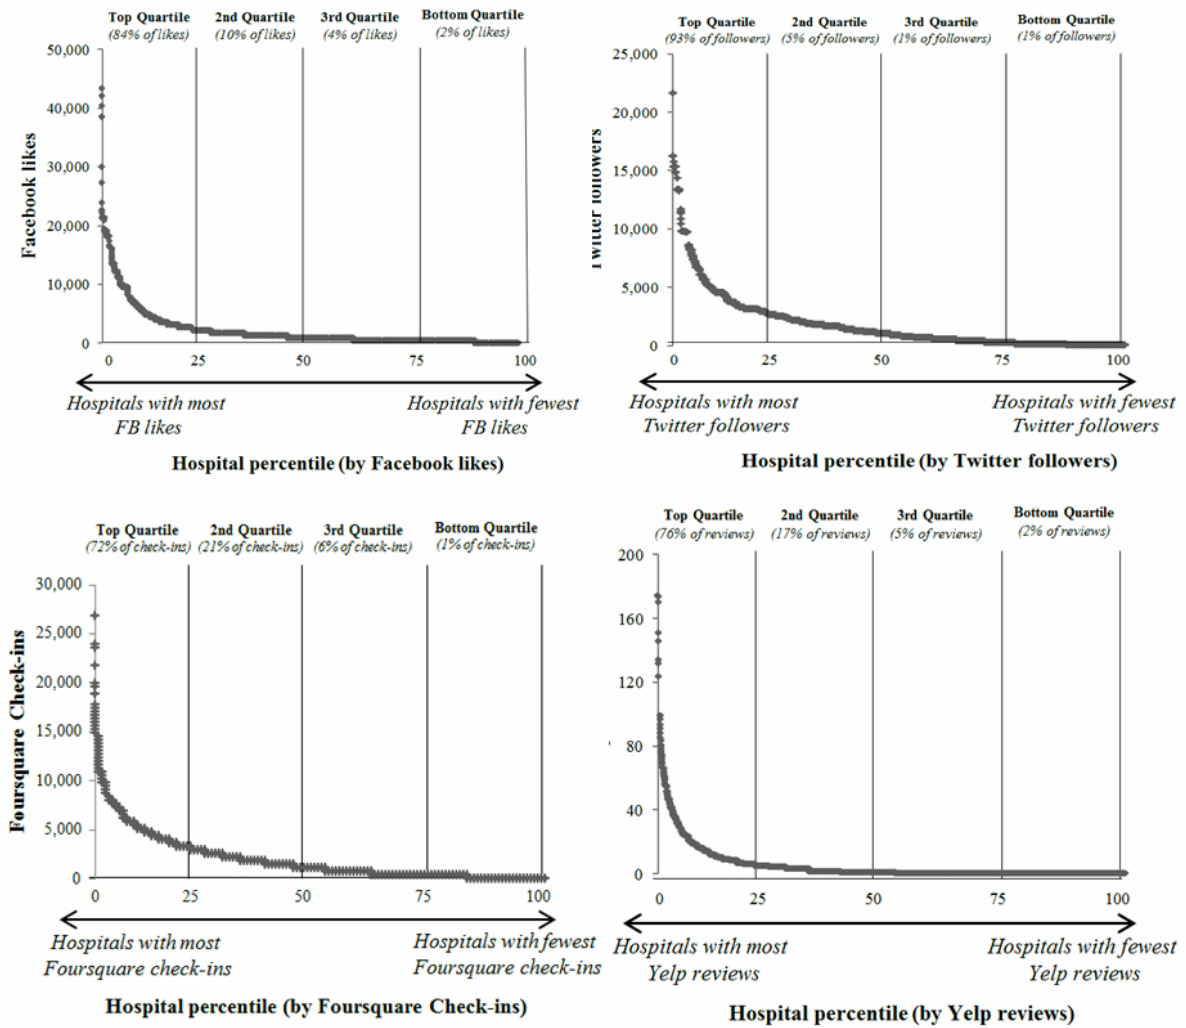 Top Quartile
(84% of likes)
2nd Quartile
(10% of likes)
3rd Quartile
(4% of likes)
Bottom Quartile
(2% of likes)
Facebook likes
50,000
40,000
30,000
20,000
10,000
0
0 25 50 75 100
Hospitals with most
FB likes
Hospitals with fewest
FB likes
Hospital percentile (by Facebook likes)
Top Quartile
(93% of followers)
2nd Quartile
(5% of followers)
3rd Quartile
(1% of followers)
Bottom Quartile
(1% of followers)
Twitter followers
25,000
20,000
15,000
10,000
5,000
0
0 25 50 75 100
Hospitals with most
Twitter followers
Hospitals with fewest
Twitter followers
Hospital percentile (by Twitter followers)
Top Quartile
(72% of check-ins)
2nd Quartile
(21% of check-ins)
3rd Quartile
(6% of check-ins)
Bottom Quartile
(1% of check-ins)
Foursquare Check-ins
30,000
25,000
20,000
15,000
10,000
5,000
0
0 25 50 75 100
Hospitals with most
Foursquare check-ins
Hospitals with fewest
Foursquare check-ins
Hospital percentile (by Foursquare Check-ins)
Top Quartile
(76% of reviews)
2nd Quartile
(17% of reviews)
3rd Quartile
(5% of reviews)
Bottom Quartile
(2% of reviews)
200
160
120
80
40
0
0 25 50 75 100
Hospitals with most
Yelp reviews
Hospitals with fewest
Yelp reviews
Hospital percentile (by Yelp reviews)